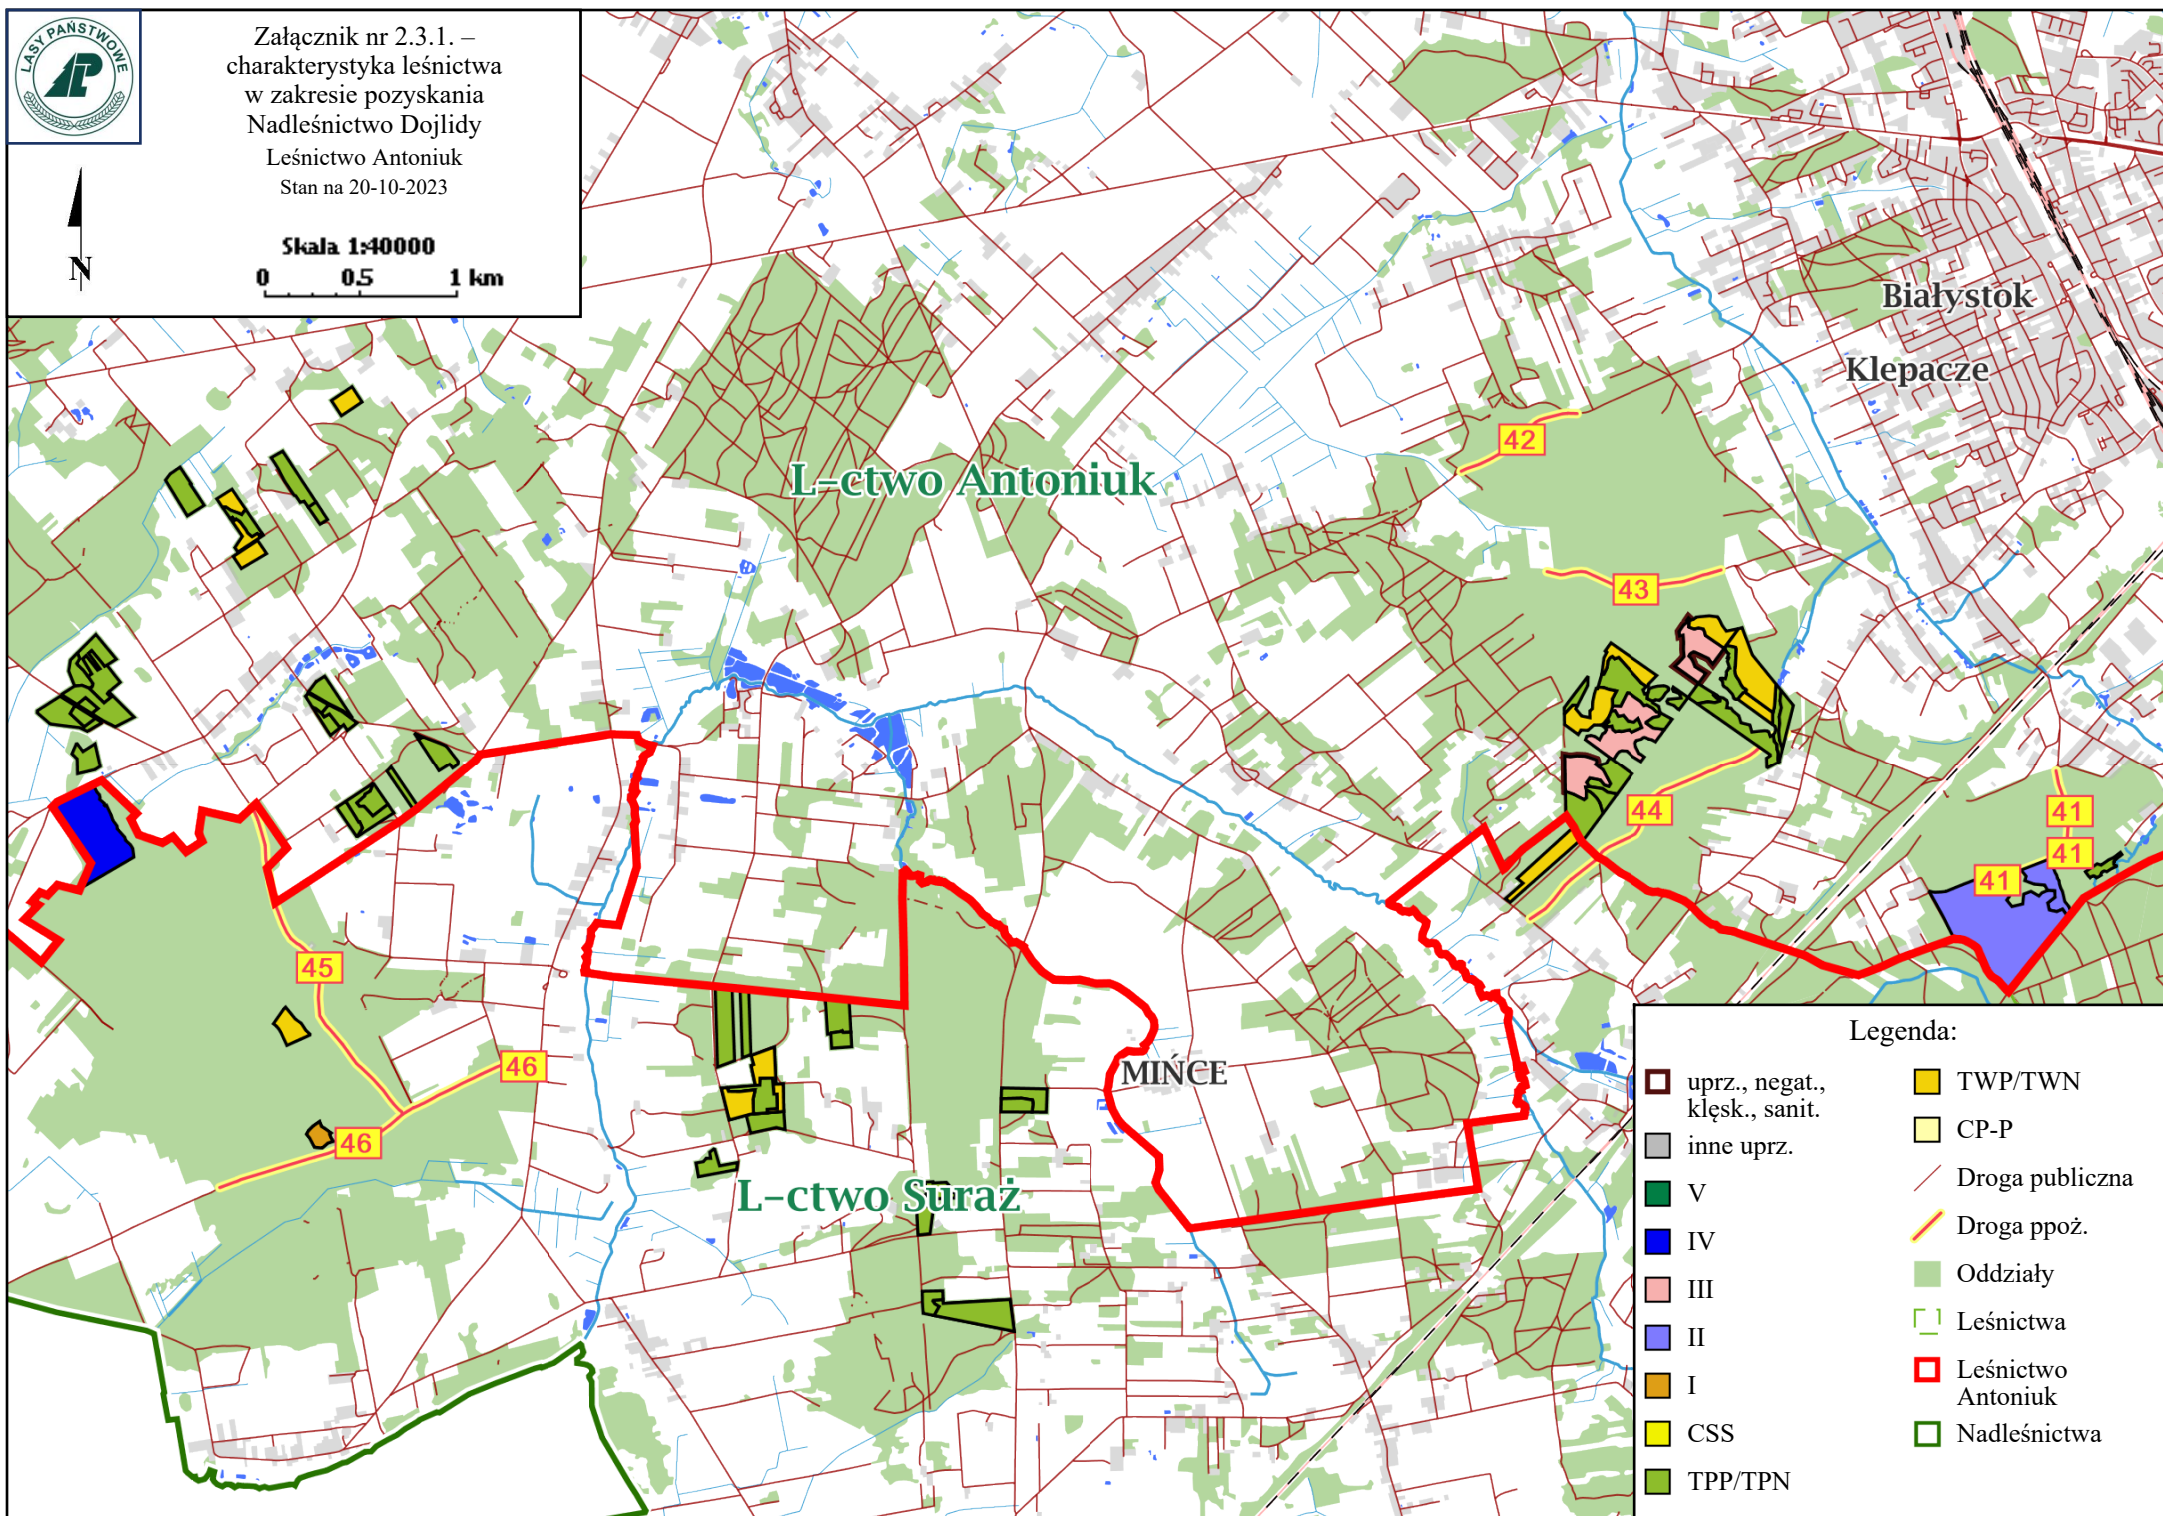 LASY PAŃSTWOWE
Załącznik nr 2.3.1. –
charakterystyka leśnictwa
w zakresie pozyskania
Nadleśnictwo Dojlidy
Leśnictwo Antoniuk
Stan na 20-10-2023
N
Skala 1:40000
0 0.5 1 km
Białystok
Klepacze
42
L-ctwo Antoniuk
43
44
41
41
41
45
46
MIŃCE
46
L-ctwo Suraż
Legenda:
uprz., negat.,
klęsk., sanit.
inne uprz.
V
IV
III
II
I
CSS
TPP/TPN
TWP/TWN
CP-P
Droga publiczna
Droga ppoż.
Oddziały
Leśnictwa
Leśnictwo
Antoniuk
Nadleśnictwa